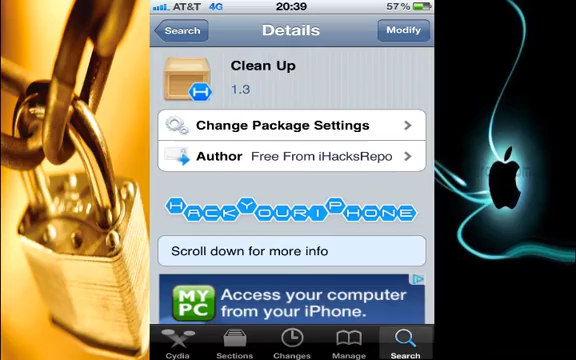 AT&T 4G 20:39 57%
Search Details Modify
Clean Up
1.3
H
Change Package Settings
Author Free From iHacksRepo
HACKYOURIPHONE
Scroll down for more info
MY PC
Access your computer
from your iPhone.
Cydia Sections Changes Manage Search